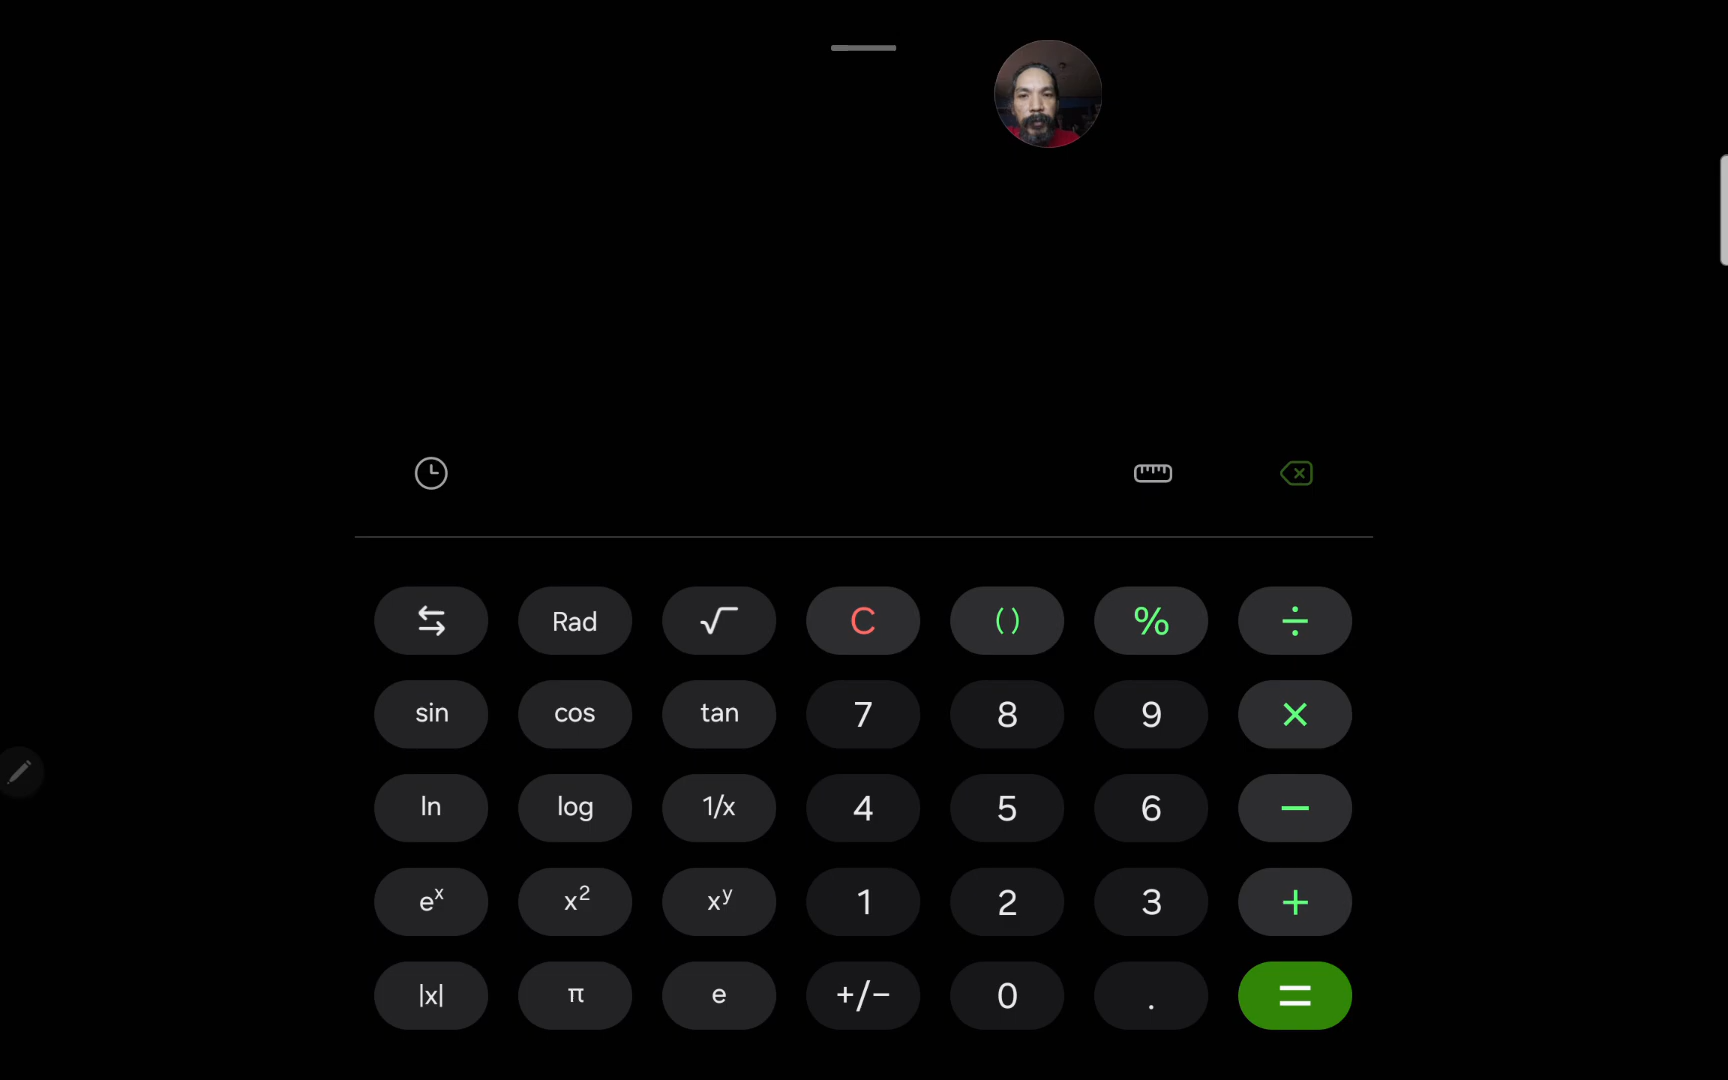 Rad √ C () % ÷
sin cos tan 7 8 9 ×
ln log 1/x 4 5 6 −
eˣ x² xʸ 1 2 3 +
|x| π e +/− 0 . =